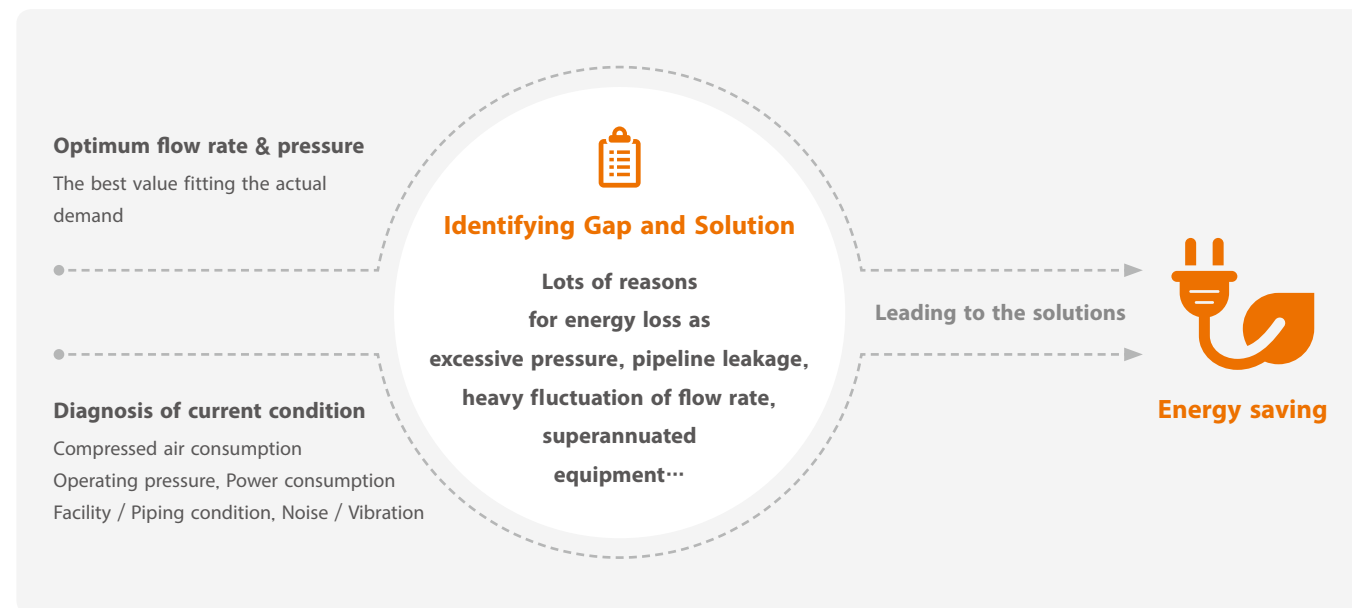 Optimum flow rate & pressure
The best value fitting the actual
demand
Diagnosis of current condition
Compressed air consumption
Operating pressure, Power consumption
Facility / Piping condition, Noise / Vibration
Identifying Gap and Solution
Lots of reasons
for energy loss as
excessive pressure, pipeline leakage,
heavy fluctuation of flow rate,
superannuated
equipment···
Leading to the solutions
Energy saving